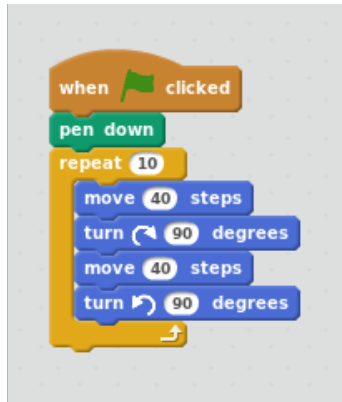 when clicked
pen down
repeat 10
move 40 steps
turn 90 degrees
move 40 steps
turn 90 degrees